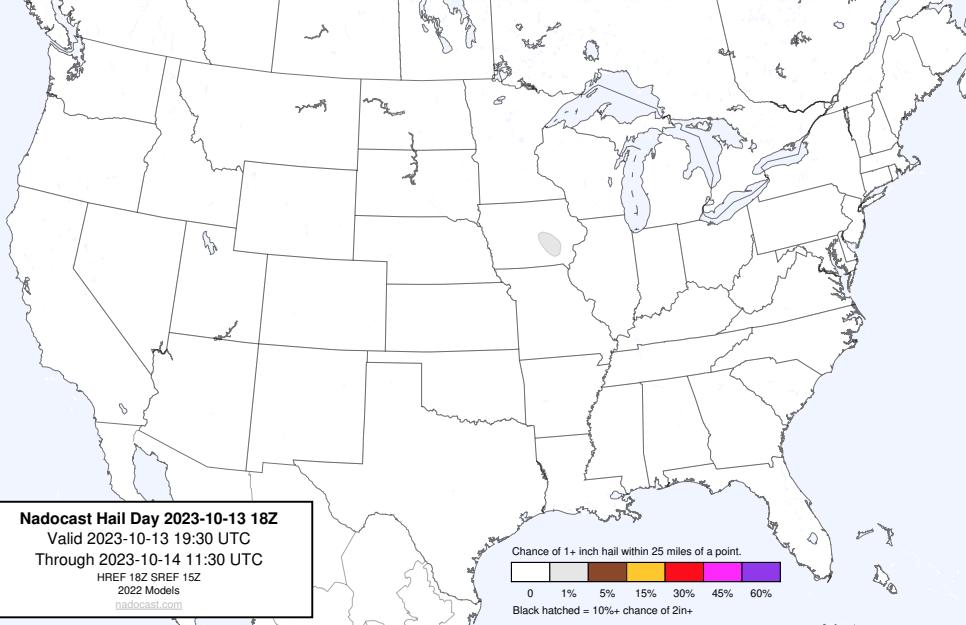 Nadocast Hail Day 2023-10-13 18Z
Valid 2023-10-13 19:30 UTC
Through 2023-10-14 11:30 UTC
HREF 18Z SREF 15Z
2022 Models
nadocast.com
Chance of 1+ inch hail within 25 miles of a point.
0 1% 5% 15% 30% 45% 60%
Black hatched = 10%+ chance of 2in+